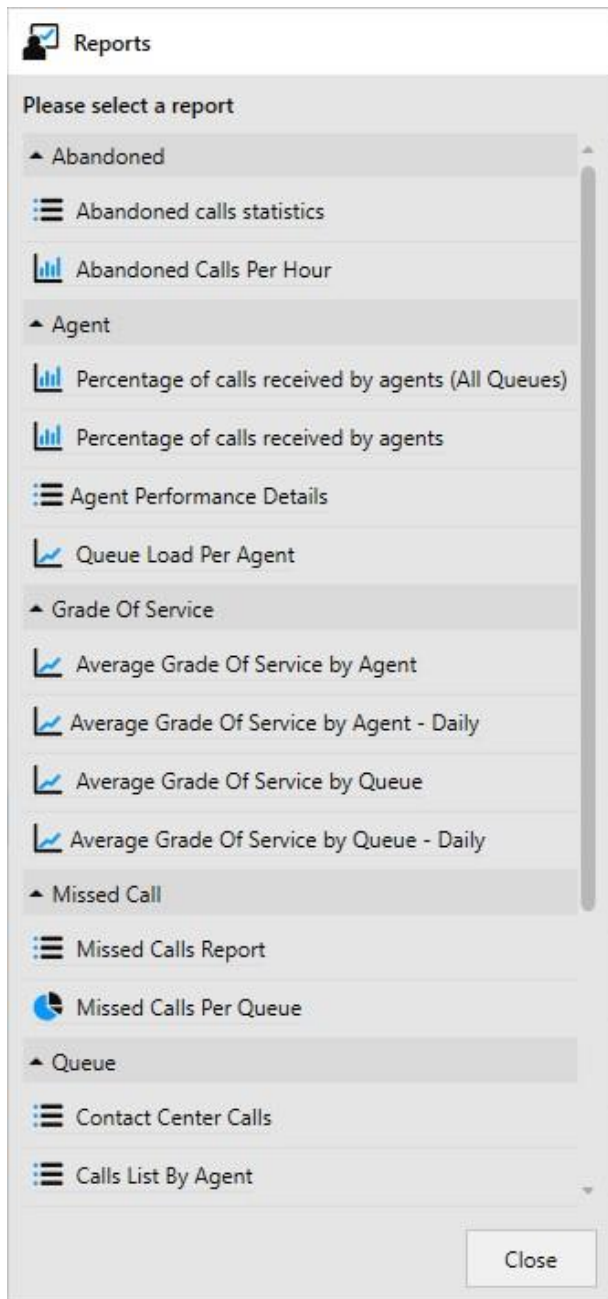 Reports
Please select a report
Abandoned
Abandoned calls statistics
Abandoned Calls Per Hour
Agent
Percentage of calls received by agents (All Queues)
Percentage of calls received by agents
Agent Performance Details
Queue Load Per Agent
Grade Of Service
Average Grade Of Service by Agent
Average Grade Of Service by Agent - Daily
Average Grade Of Service by Queue
Average Grade Of Service by Queue - Daily
Missed Call
Missed Calls Report
Missed Calls Per Queue
Queue
Contact Center Calls
Calls List By Agent
Close